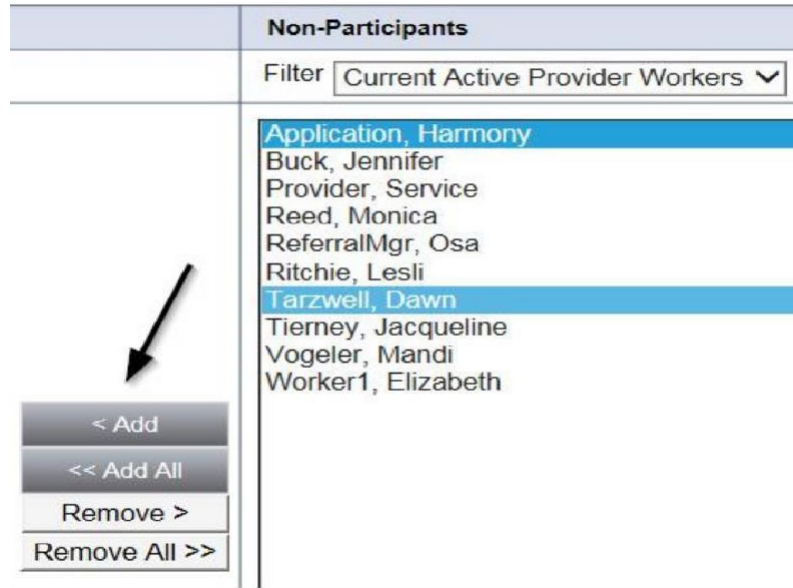 Non-Participants
Filter Current Active Provider Workers
Application, Harmony
Buck, Jennifer
Provider, Service
Reed, Monica
ReferralMgr, Osa
Ritchie, Lesli
Tarzwell, Dawn
Tierney, Jacqueline
Vogeler, Mandi
Worker1, Elizabeth
< Add
<< Add All
Remove >
Remove All >>